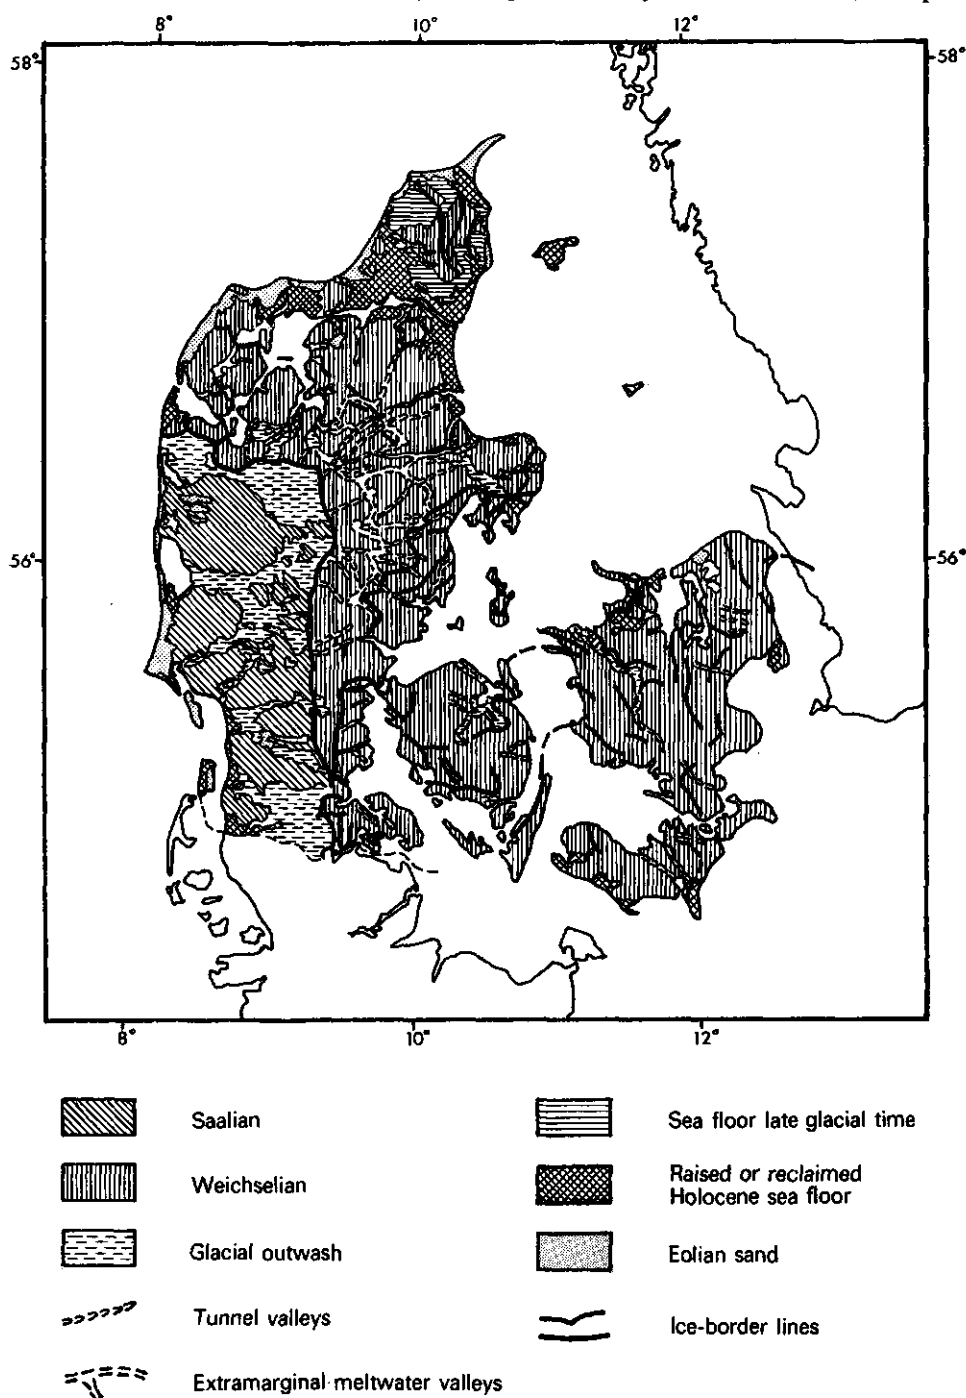 8°
10°
12°
58°
58°
56°
56°
8°
10°
12°
Saalian
Sea floor late glacial time
Weichselian
Raised or reclaimed
Holocene sea floor
Glacial outwash
Eolian sand
Tunnel valleys
Ice-border lines
Extramarginal meltwater valleys